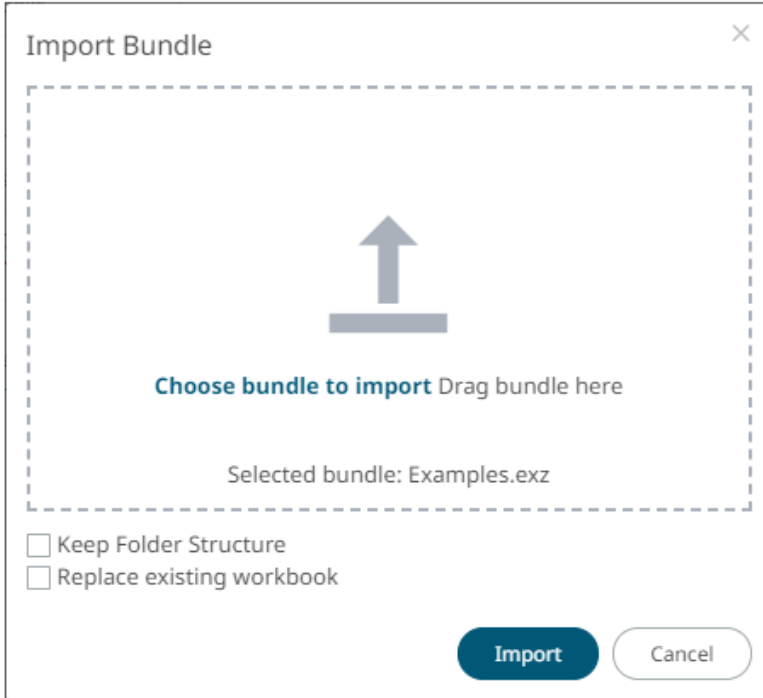 Import Bundle
Choose bundle to import Drag bundle here
Selected bundle: Examples.exz
Keep Folder Structure
Replace existing workbook
Import Cancel